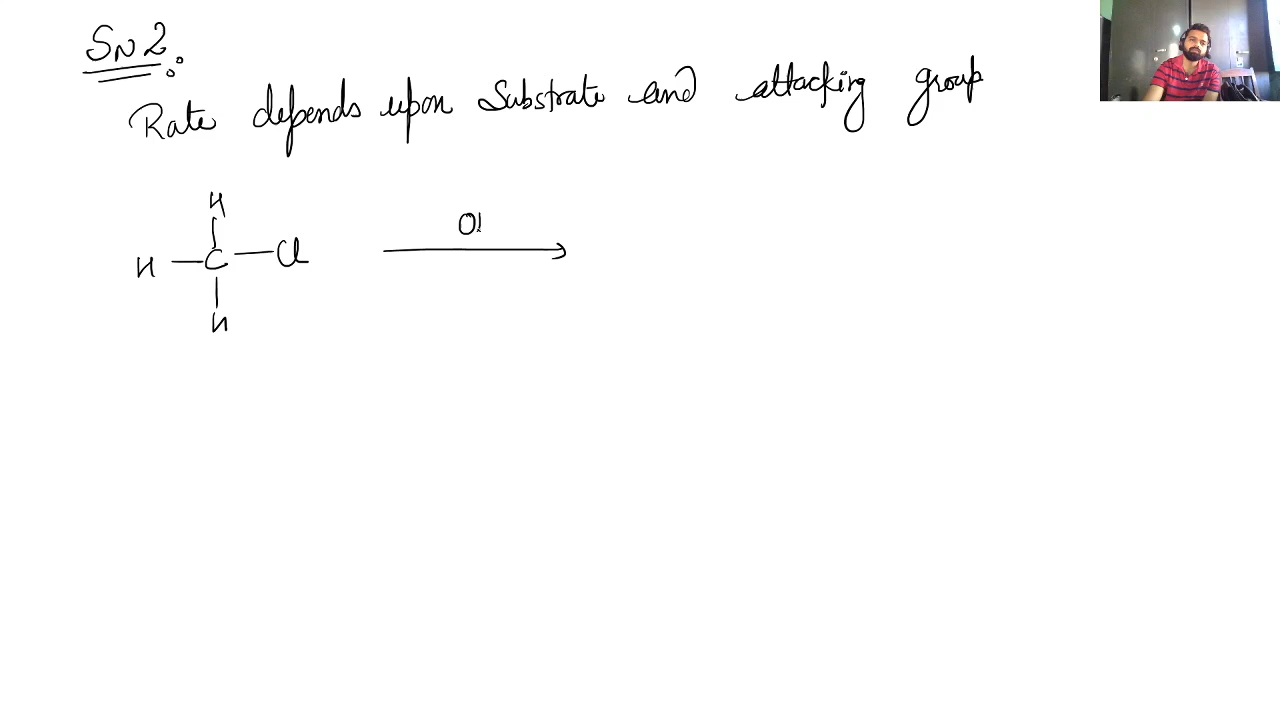 SN2:
Rate depends upon Substrate and attacking group
H
H — C — Cl
H